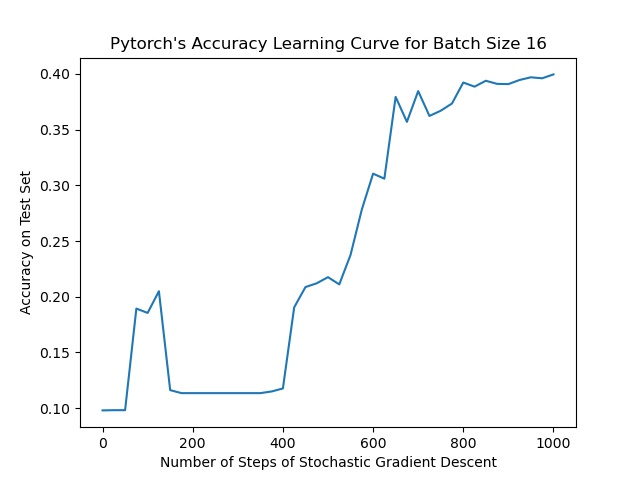 Pytorch's Accuracy Learning Curve for Batch Size 16
0.40
0.35
0.30
0.25
0.20
0.15
0.10
Accuracy on Test Set
0 200 400 600 800 1000
Number of Steps of Stochastic Gradient Descent